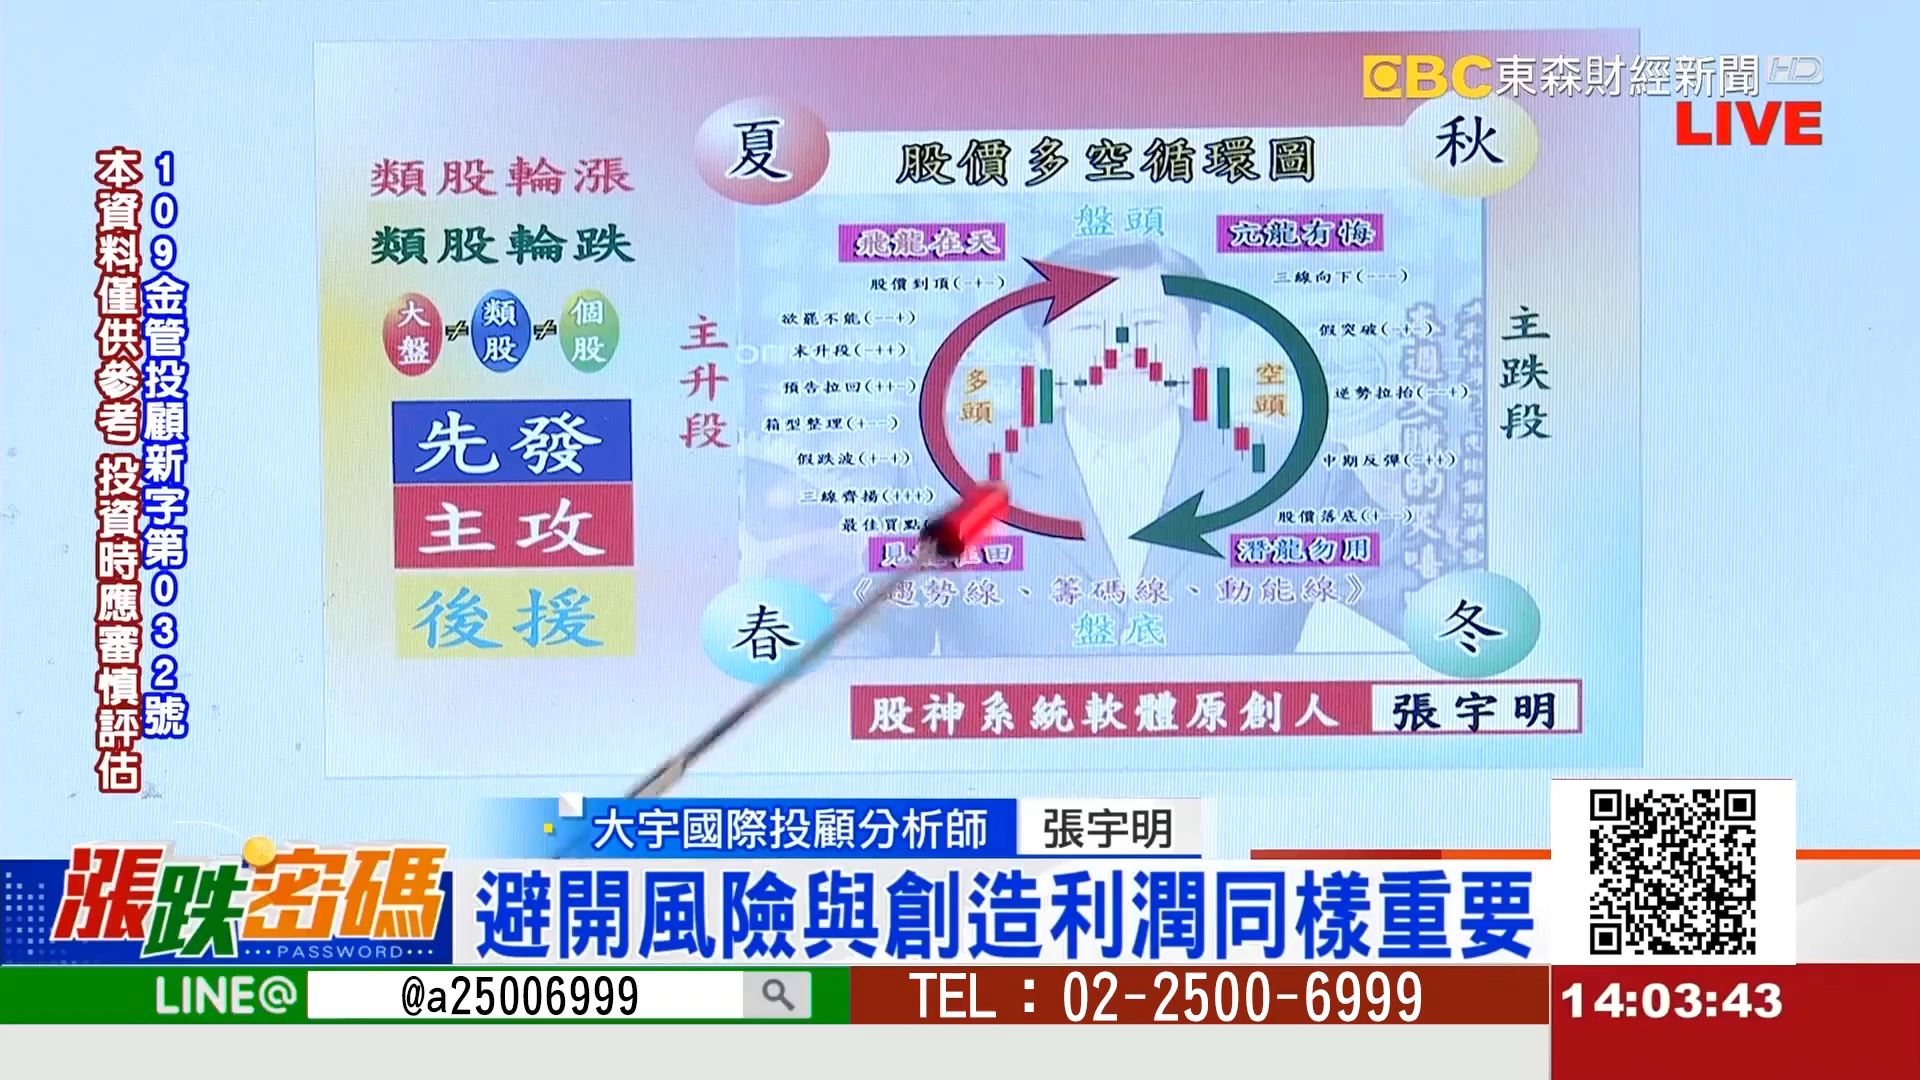 EBC東森財經新聞HD
LIVE
本資料僅供參考 投資時應審慎評估
109金管投顧新字第032號
類股輪漲
類股輪跌
大盤≠類股≠個股
先發
主攻
後援
夏
秋
春
冬
股價多空循環圖
盤頭
飛龍在天
亢龍有悔
股價到頂(-+-)
欲罷不能(--+)
末升段(-++)
預告拉回(++-)
箱型整理(+--)
假跌波(+-+)
三線齊揚(+++)
最佳買點
主升段
多頭
空頭
三線向下(---)
假突破(-+-)
逆勢拉抬(--+)
中期反彈(-++)
股價落底(+--)
主跌段
潛龍勿用
《趨勢線、籌碼線、動能線》
盤底
股神系統軟體原創人 張宇明
大宇國際投顧分析師 張宇明
漲跌密碼
PASSWORD
避開風險與創造利潤同樣重要
LINE@ @a25006999
TEL：02-2500-6999
14:03:43